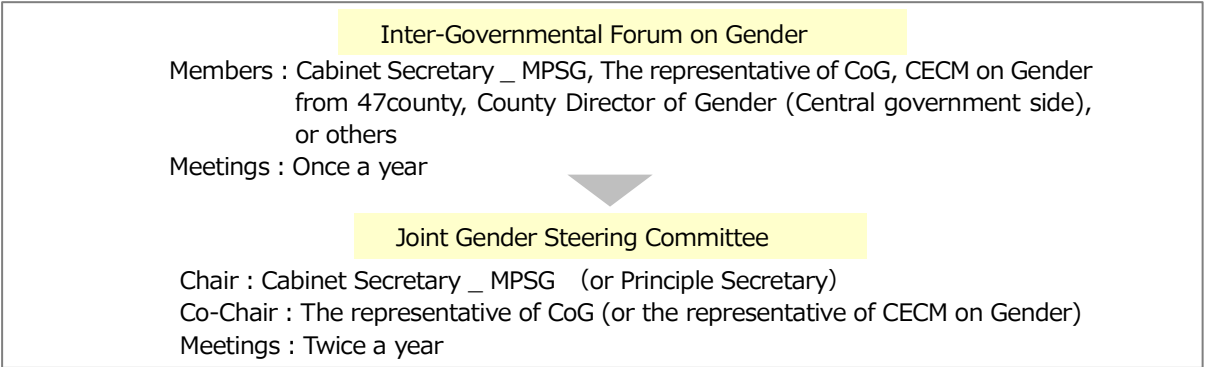 Inter-Governmental Forum on Gender
Members : Cabinet Secretary _ MPSG, The representative of CoG, CECM on Gender
from 47county, County Director of Gender (Central government side),
or others
Meetings : Once a year
Joint Gender Steering Committee
Chair : Cabinet Secretary _ MPSG （or Principle Secretary）
Co-Chair : The representative of CoG (or the representative of CECM on Gender)
Meetings : Twice a year